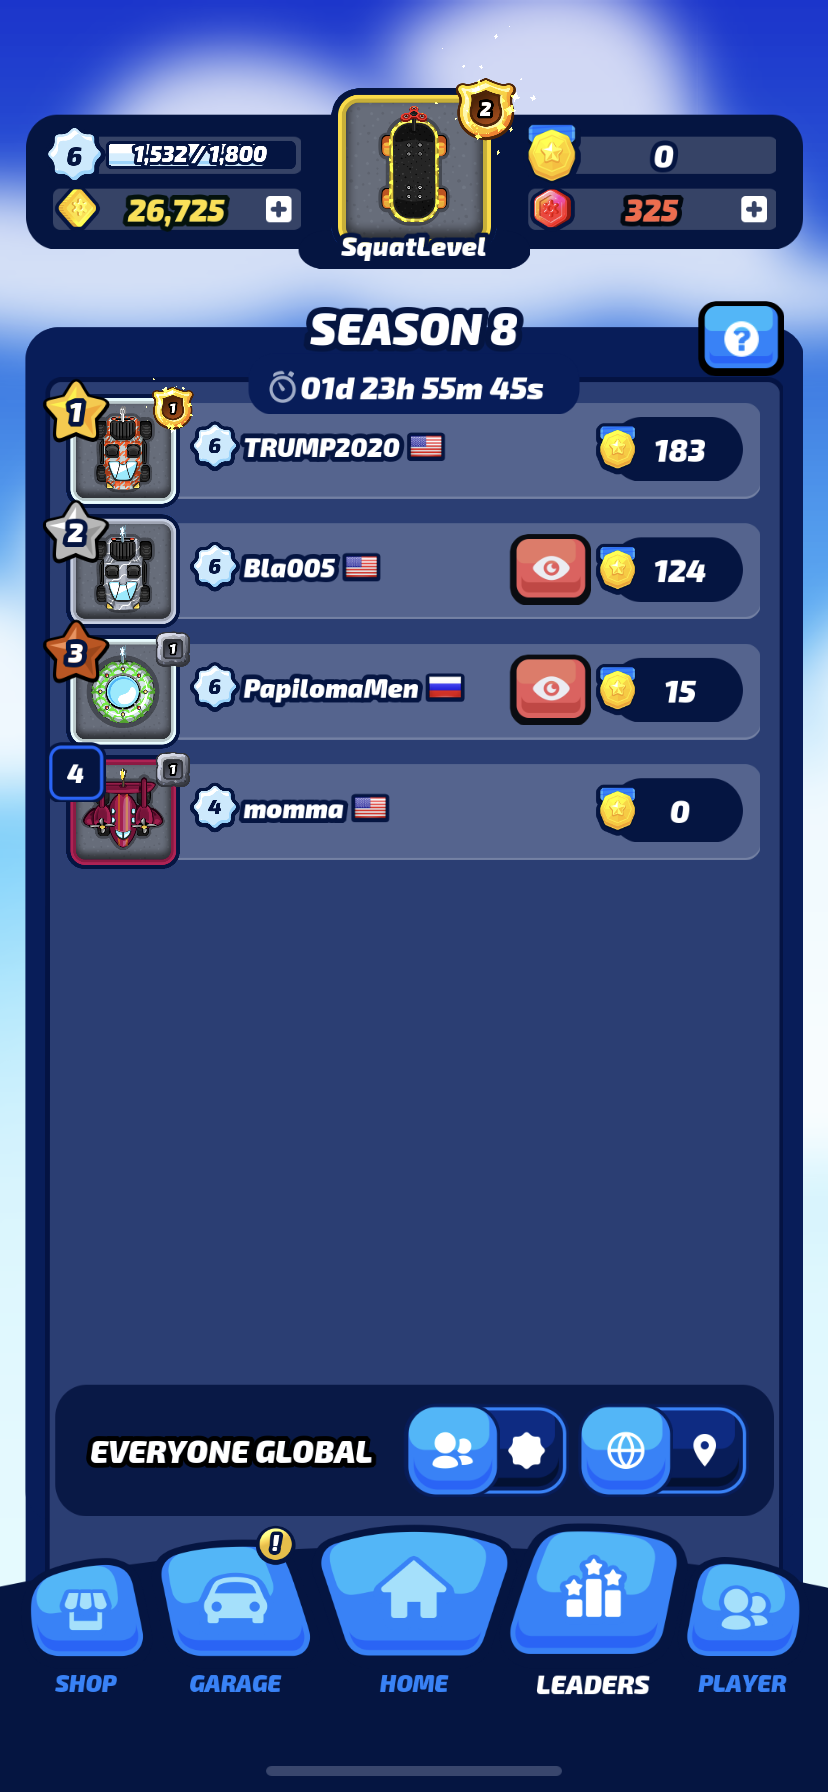 2
6
1,532/1,800
0
26,725
325
SquatLevel
SEASON 8
?
01d 23h 55m 45s
1
1
6
TRUMP2020
183
2
6
Bla005
124
3
1
6
PapilomaMen
15
4
1
4
momma
0
EVERYONE GLOBAL
!
SHOP
GARAGE
HOME
LEADERS
PLAYER